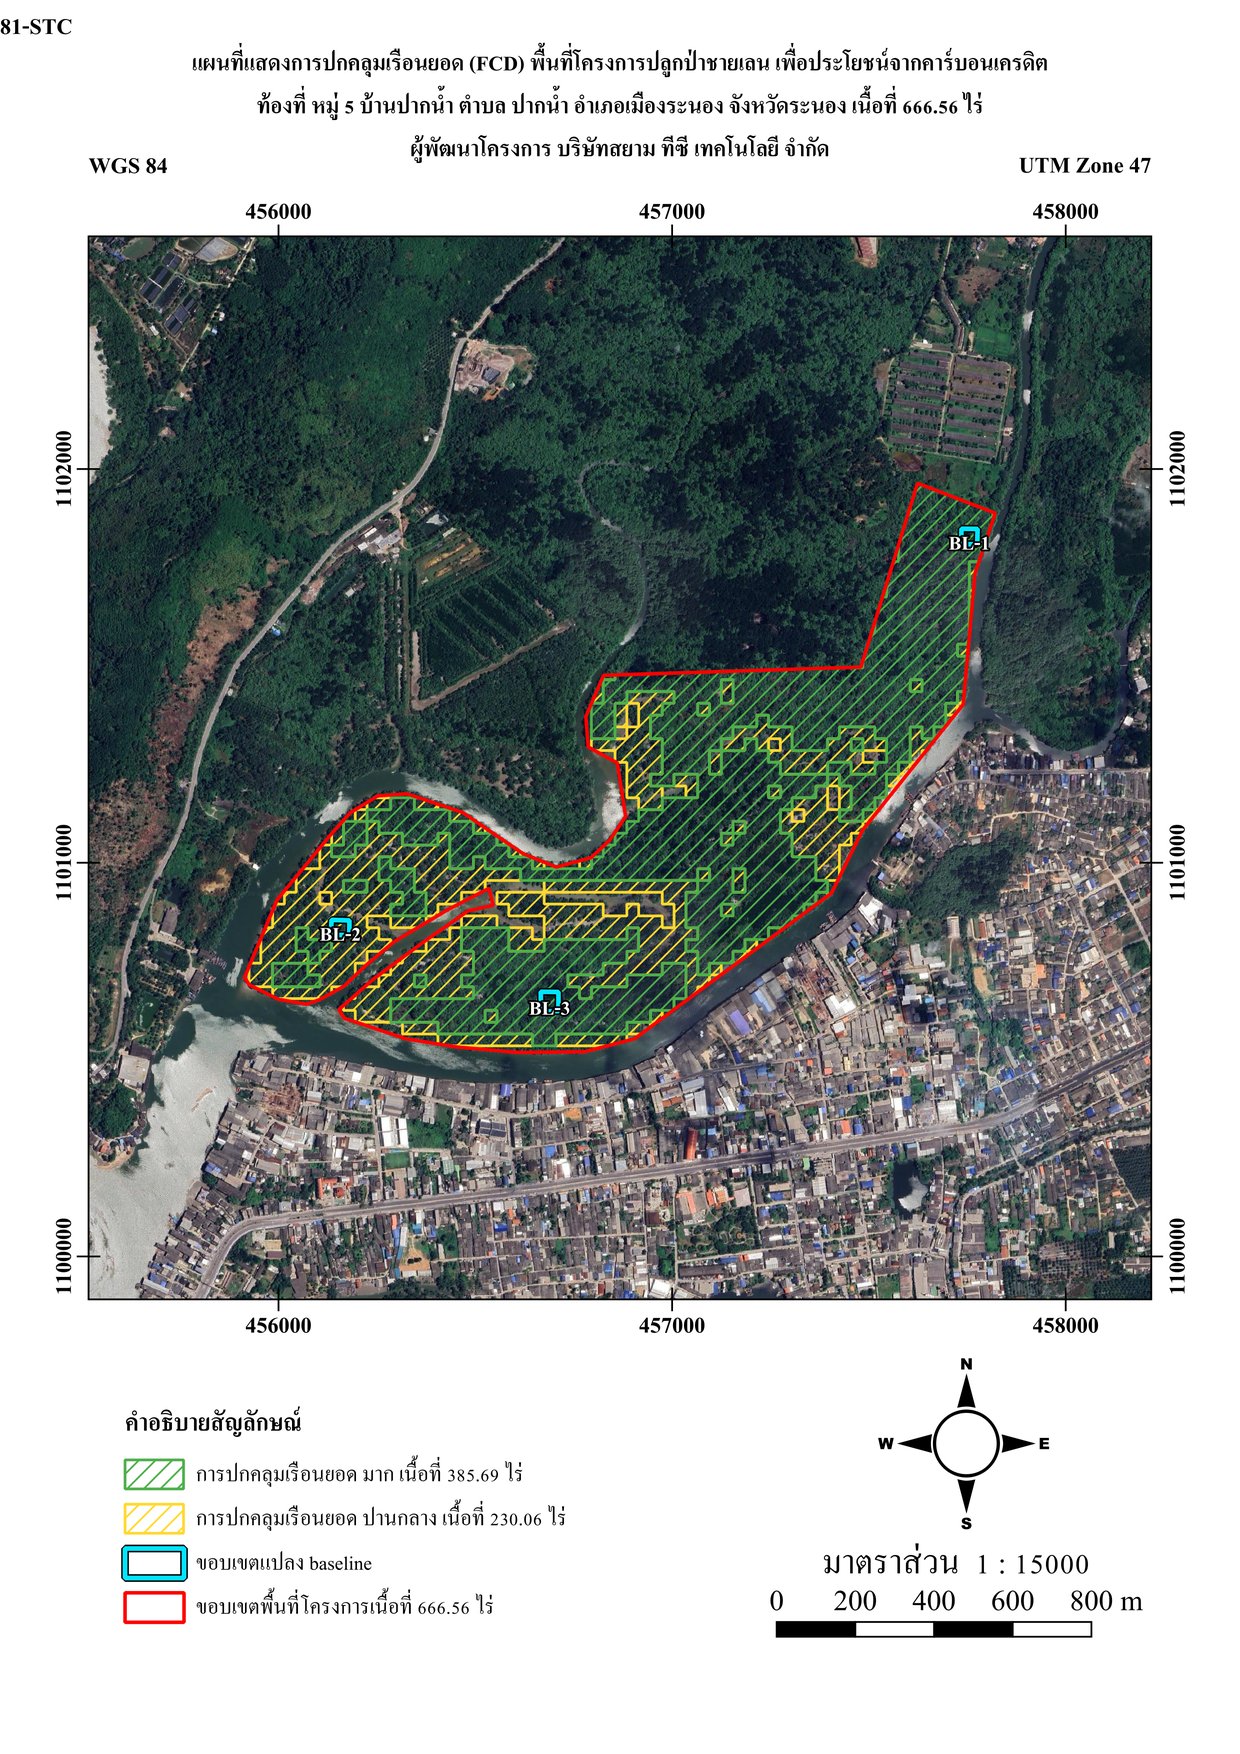 81-STC
แผนที่แสดงการปกคลุมเรือนยอด (FCD) พื้นที่โครงการปลูกป่าชายเลน เพื่อประโยชน์จากคาร์บอนเครดิต
ท้องที่ หมู่ 5 บ้านปากน้ำ ตำบล ปากน้ำ อำเภอเมืองระนอง จังหวัดระนอง เนื้อที่ 666.56 ไร่
ผู้พัฒนาโครงการ บริษัทสยาม ทีซี เทคโนโลยี จำกัด
WGS 84
UTM Zone 47
456000
457000
458000
1102000
1102000
BL-1
1101000
1101000
BL-2
BL-3
1100000
1100000
456000
457000
458000
คำอธิบายสัญลักษณ์
การปกคลุมเรือนยอด มาก เนื้อที่ 385.69 ไร่
การปกคลุมเรือนยอด ปานกลาง เนื้อที่ 230.06 ไร่
ขอบเขตแปลง baseline
ขอบเขตพื้นที่โครงการเนื้อที่ 666.56 ไร่
N
W
E
S
มาตราส่วน 1 : 15000
0 200 400 600 800 m